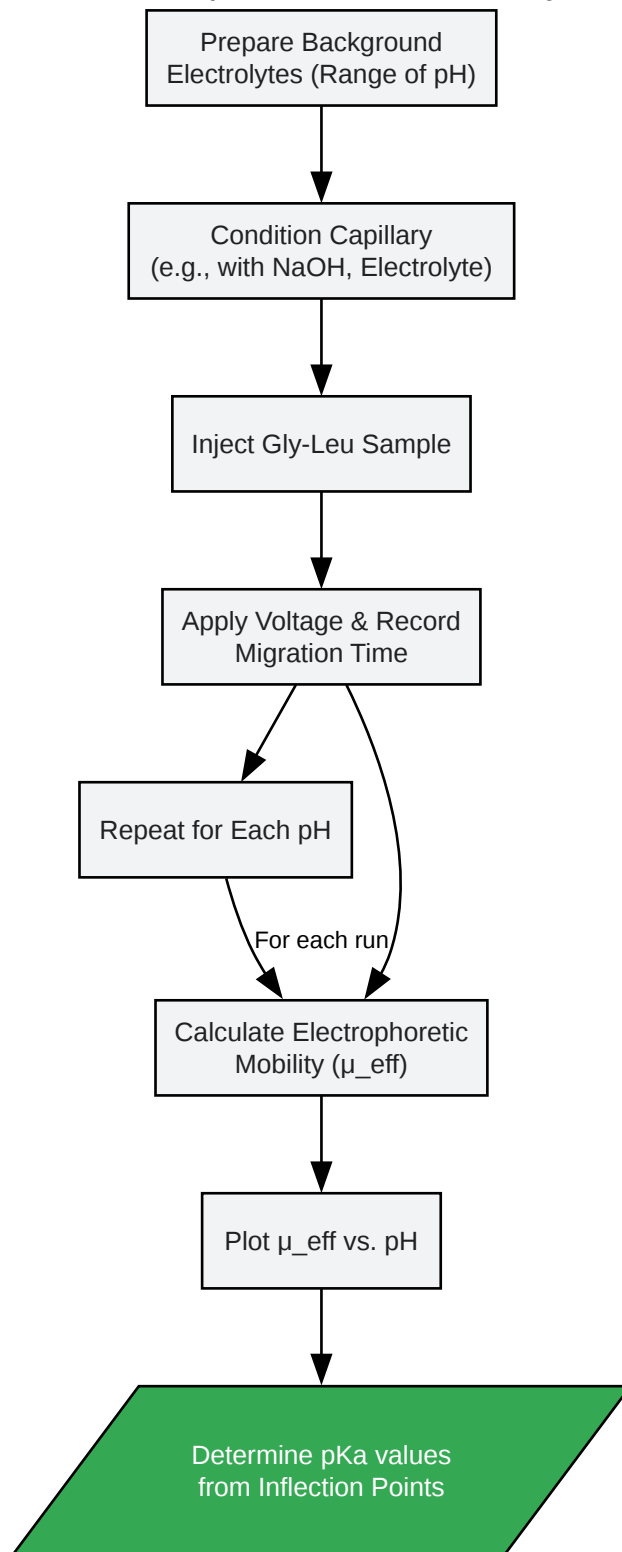 Prepare Background
Electrolytes (Range of pH)
Condition Capillary
(e.g., with NaOH, Electrolyte)
Inject Gly-Leu Sample
Apply Voltage & Record
Migration Time
Repeat for Each pH
For each run
Calculate Electrophoretic
Mobility (μ_eff)
Plot μ_eff vs. pH
Determine pKa values
from Inflection Points